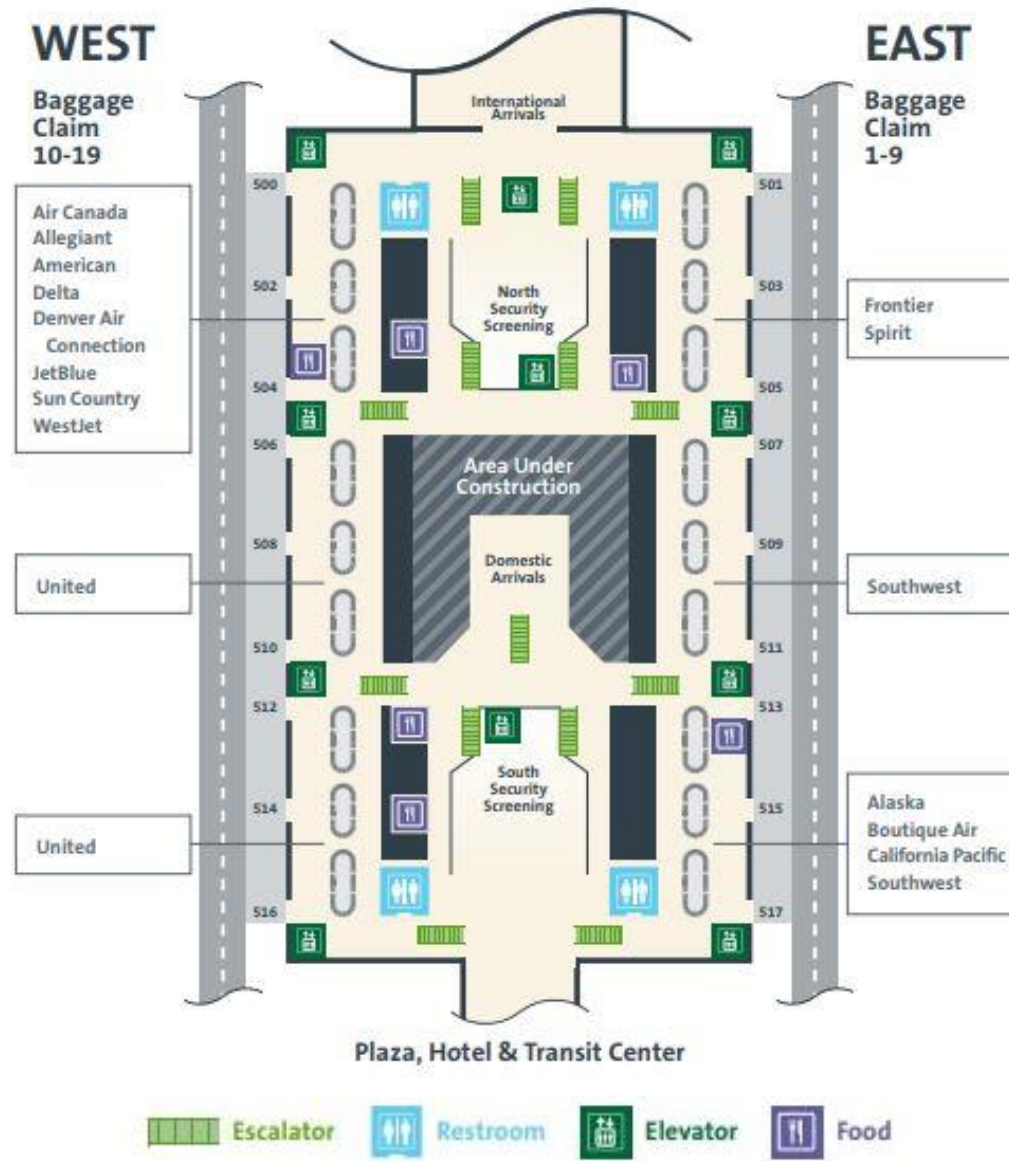 WEST
Baggage
Claim
10-19
EAST
Baggage
Claim
1-9
International
Arrivals
500
501
Air Canada
Allegiant
American
Delta
Denver Air
Connection
JetBlue
Sun Country
WestJet
502
503
North
Security
Screening
Frontier
Spirit
504
505
506
507
Area Under
Construction
508
509
Domestic
Arrivals
United
Southwest
510
511
512
513
South
Security
Screening
514
515
United
Alaska
Boutique Air
California Pacific
Southwest
516
517
Plaza, Hotel & Transit Center
Escalator
Restroom
Elevator
Food